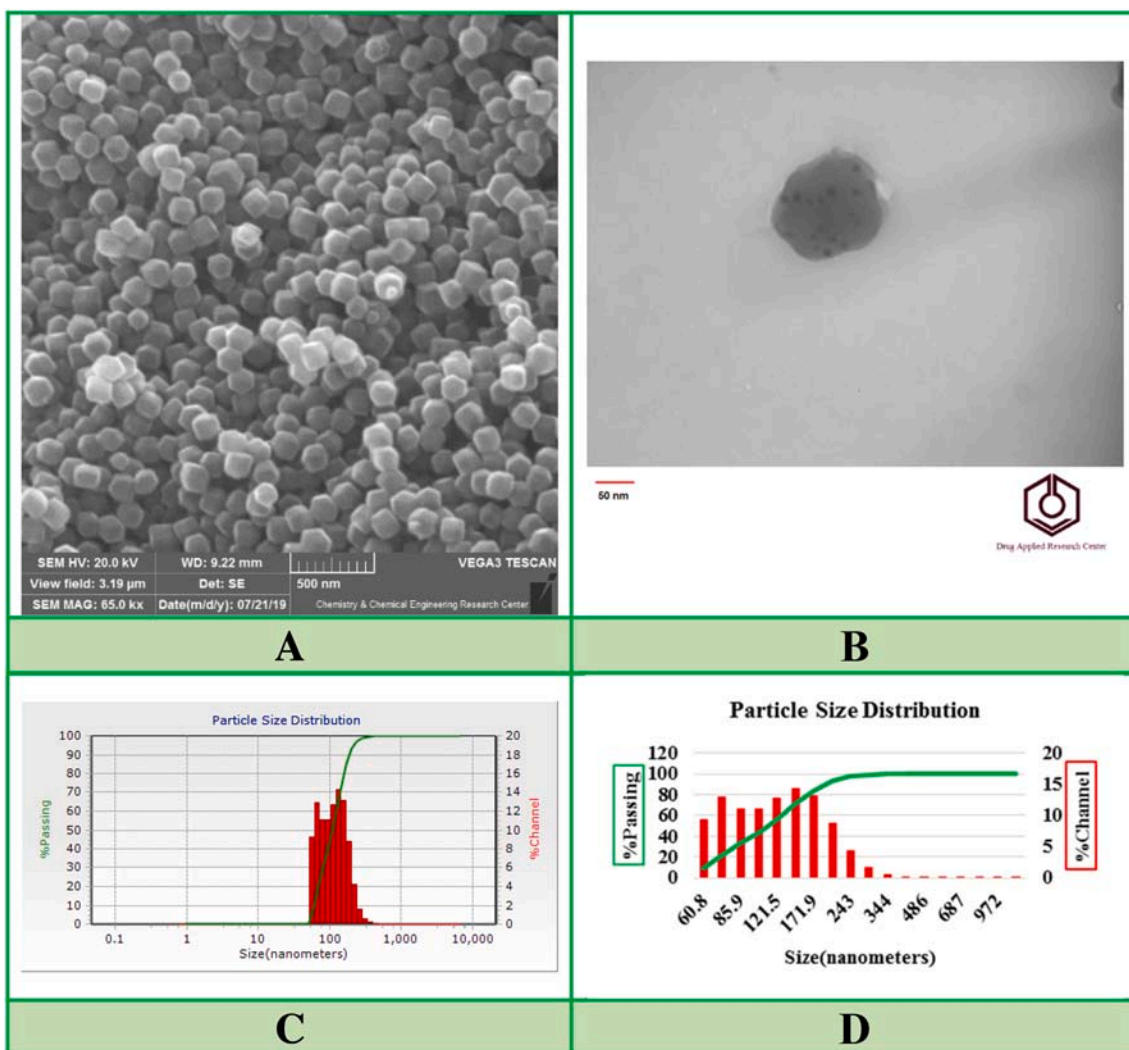 SEM HV: 20.0 kV WD: 9.22 mm VEGA3 TESCAN
View field: 3.19 µm Det: SE 500 nm
SEM MAG: 65.0 kx Date(m/d/y): 07/21/19 Chemistry & Chemical Engineering Research Center
50 nm
Drug Applied Research Center
A
B
Particle Size Distribution
%Passing
100
90
80
70
60
50
40
30
20
10
0
20
18
16
14
12
10
8
6
4
2
0
%Channel
0.1 1 10 100 1,000 10,000
Size(nanometers)
Particle Size Distribution
%Passing
120
100
80
60
40
20
0
20
15
10
5
0
%Channel
60.8 85.9 121.5 171.9 243 344 486 687 972
Size(nanometers)
C
D